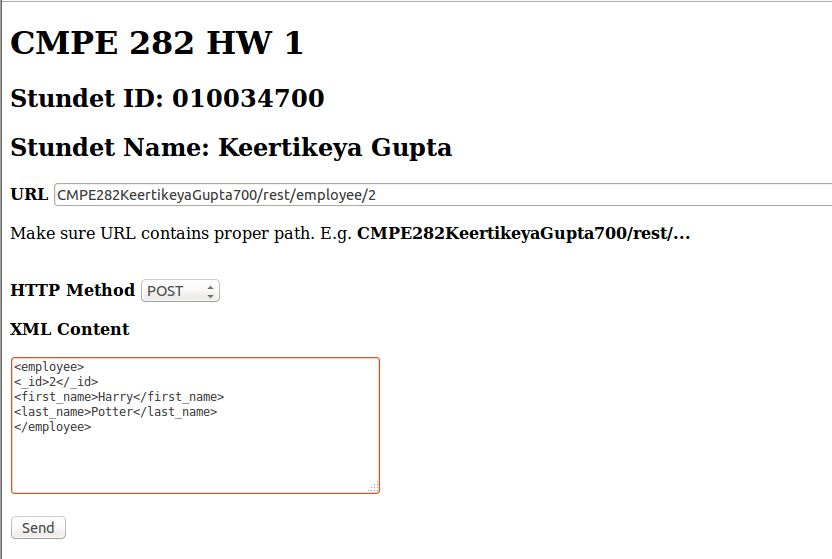 CMPE 282 HW 1
Stundet ID: 010034700
Stundet Name: Keertikeya Gupta
URL CMPE282KeertikeyaGupta700/rest/employee/2
Make sure URL contains proper path. E.g. CMPE282KeertikeyaGupta700/rest/...
HTTP Method POST
XML Content
<employee>
<_id>2</_id>
<first_name>Harry</first_name>
<last_name>Potter</last_name>
</employee>
Send